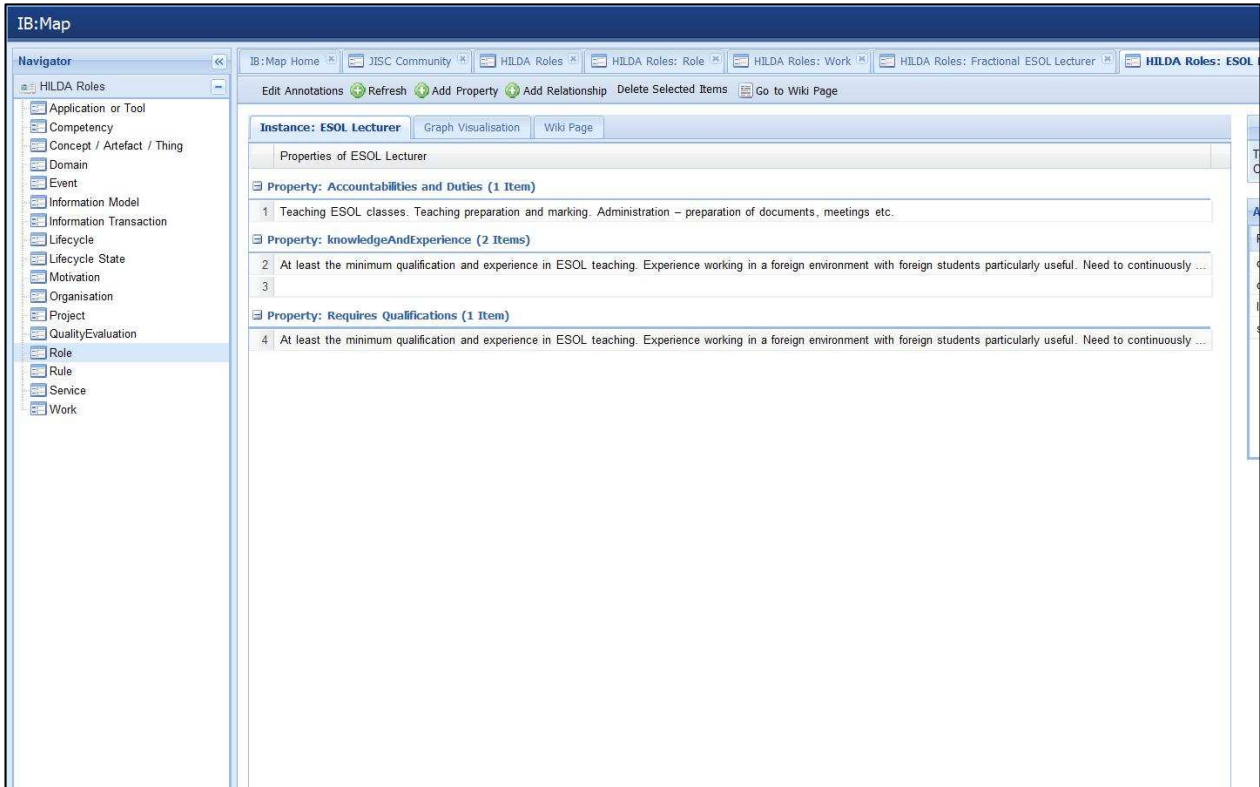 IB:Map
Navigator
HILDA Roles
Application or Tool
Competency
Concept / Artefact / Thing
Domain
Event
Information Model
Information Transaction
Lifecycle
Lifecycle State
Motivation
Organisation
Project
QualityEvaluation
Role
Rule
Service
Work
IB:Map Home JISC Community HILDA Roles HILDA Roles: Role HILDA Roles: Work HILDA Roles: Fractional ESOL Lecturer HILDA Roles: ESOL
Edit Annotations Refresh Add Property Add Relationship Delete Selected Items Go to Wiki Page
Instance: ESOL Lecturer Graph Visualisation Wiki Page
Properties of ESOL Lecturer
Property: Accountabilities and Duties (1 Item)
1 Teaching ESOL classes. Teaching preparation and marking. Administration – preparation of documents, meetings etc.
Property: knowledgeAndExperience (2 Items)
2 At least the minimum qualification and experience in ESOL teaching. Experience working in a foreign environment with foreign students particularly useful. Need to continuously ...
3
Property: Requires Qualifications (1 Item)
4 At least the minimum qualification and experience in ESOL teaching. Experience working in a foreign environment with foreign students particularly useful. Need to continuously ...